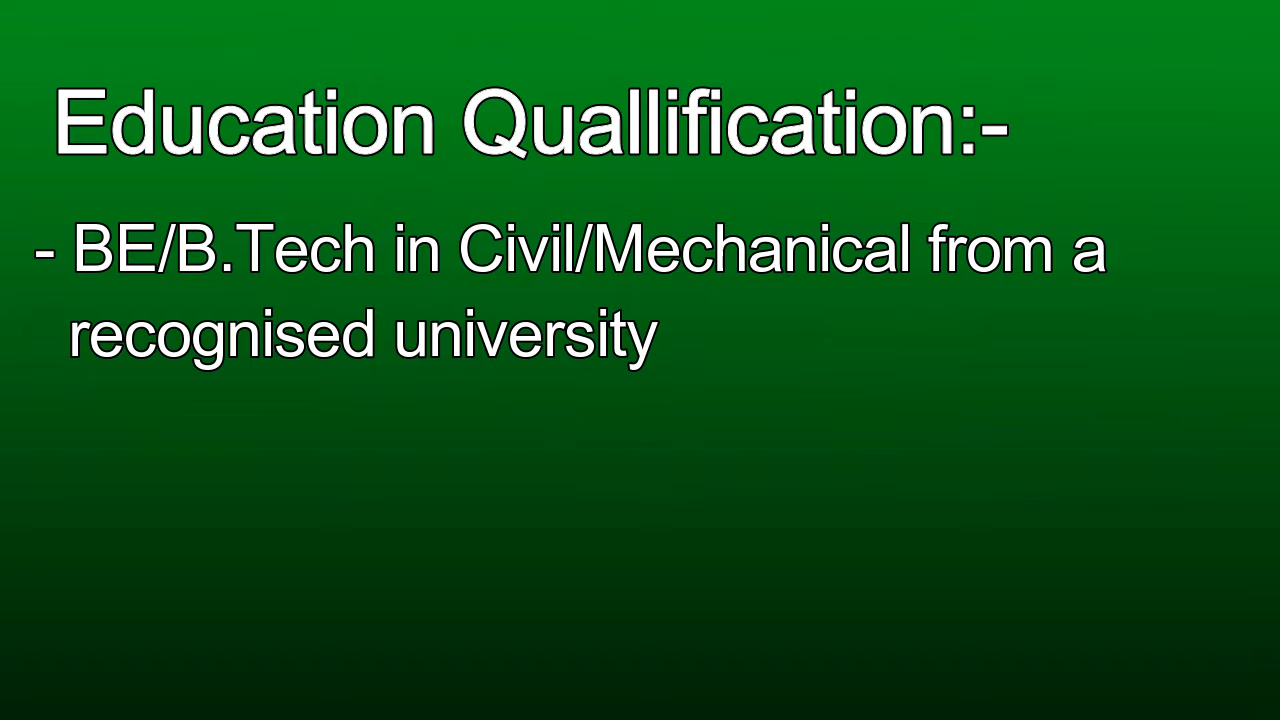 Education Quallification:-
- BE/B.Tech in Civil/Mechanical from a
recognised university